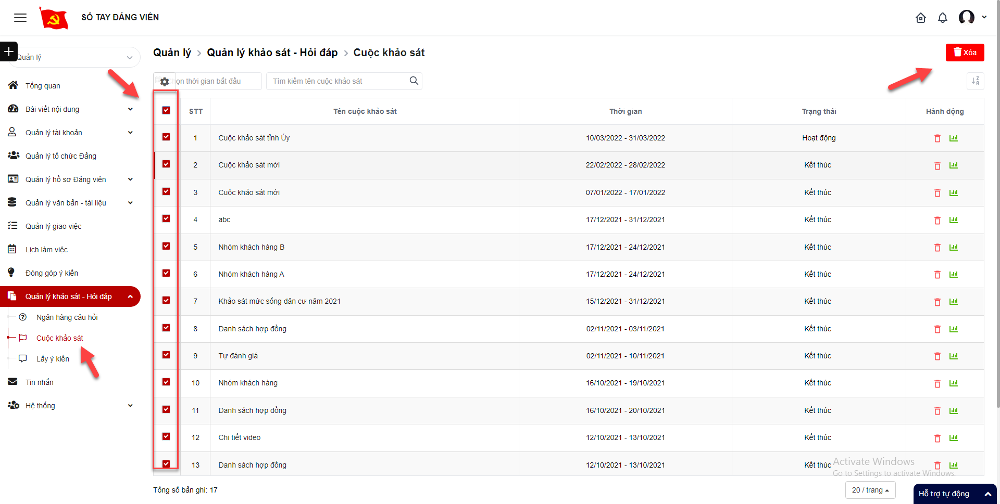 SỔ TAY ĐẢNG VIÊN
Quản lý
Tổng quan
Bài viết nội dung
Quản lý tài khoản
Quản lý tổ chức Đảng
Quản lý hồ sơ Đảng viên
Quản lý văn bản - tài liệu
Quản lý giao việc
Lịch làm việc
Đóng góp ý kiến
Quản lý khảo sát - Hỏi đáp
Ngân hàng câu hỏi
Cuộc khảo sát
Lấy ý kiến
Tin nhắn
Hệ thống
Quản lý > Quản lý khảo sát - Hỏi đáp > Cuộc khảo sát
Xóa
thời gian bắt đầu
Tìm kiếm tên cuộc khảo sát
STT Tên cuộc khảo sát Thời gian Trạng thái Hành động
1 Cuộc khảo sát tỉnh Ủy 10/03/2022 - 31/03/2022 Hoạt động
2 Cuộc khảo sát mới 22/02/2022 - 28/02/2022 Kết thúc
3 Cuộc khảo sát mới 07/01/2022 - 17/01/2022 Kết thúc
4 abc 17/12/2021 - 31/12/2021 Kết thúc
5 Nhóm khách hàng B 17/12/2021 - 24/12/2021 Kết thúc
6 Nhóm khách hàng A 17/12/2021 - 24/12/2021 Kết thúc
7 Khảo sát mức sống dân cư năm 2021 15/12/2021 - 31/12/2021 Kết thúc
8 Danh sách hợp đồng 02/11/2021 - 03/11/2021 Kết thúc
9 Tự đánh giá 02/11/2021 - 10/11/2021 Kết thúc
10 Nhóm khách hàng 16/10/2021 - 19/10/2021 Kết thúc
11 Danh sách hợp đồng 16/10/2021 - 20/10/2021 Kết thúc
12 Chi tiết video 12/10/2021 - 13/10/2021 Kết thúc
13 Danh sách hợp đồng 12/10/2021 - 13/10/2021 Kết thúc
Activate Windows
Go to Settings to activate Windows.
Tổng số bản ghi: 17
20 / trang
Hỗ trợ tự động